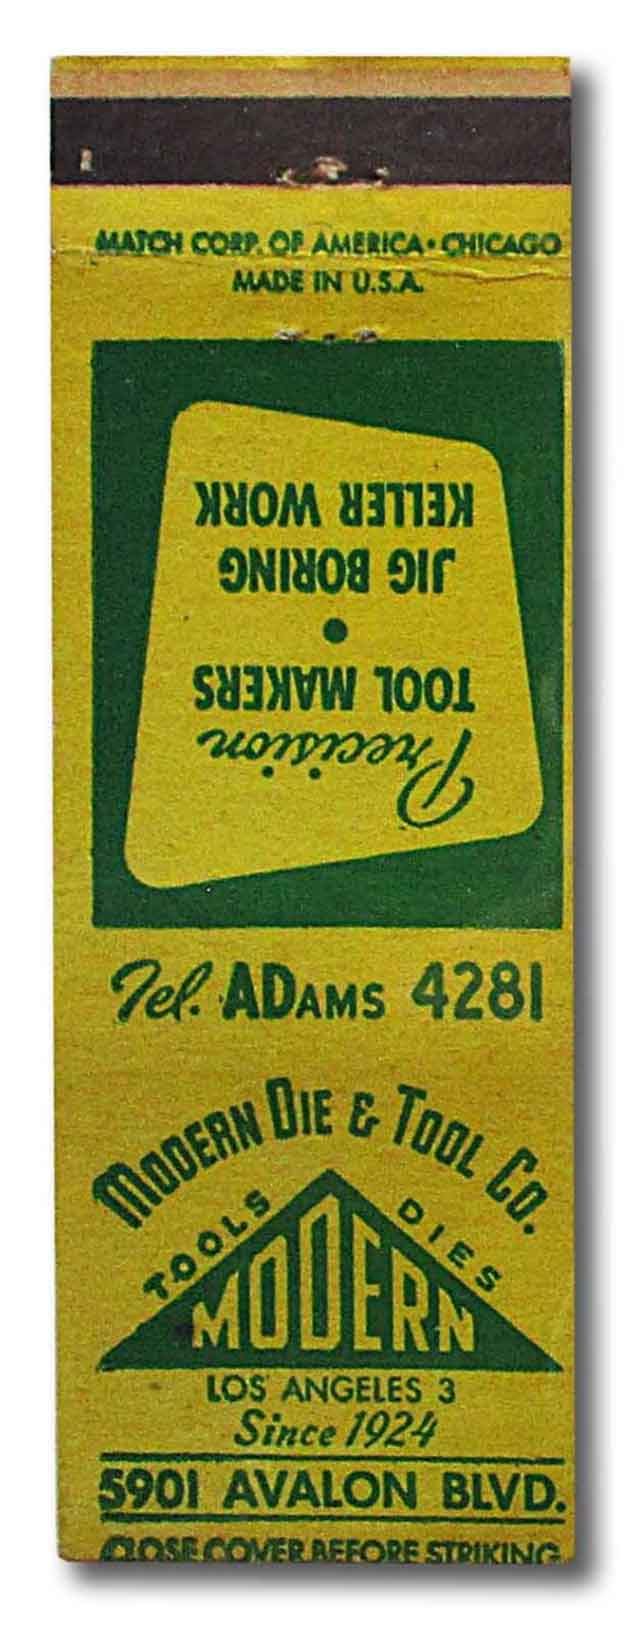 MATCH CORP. OF AMERICA • CHICAGO
MADE IN U.S.A.
Precision
TOOL MAKERS
•
JIG BORING
KELLER WORK
Tel. ADAMS 4281
MODERN DIE & TOOL CO.
TOOLS DIES
MODERN
LOS ANGELES 3
Since 1924
5901 AVALON BLVD.
CLOSE COVER BEFORE STRIKING